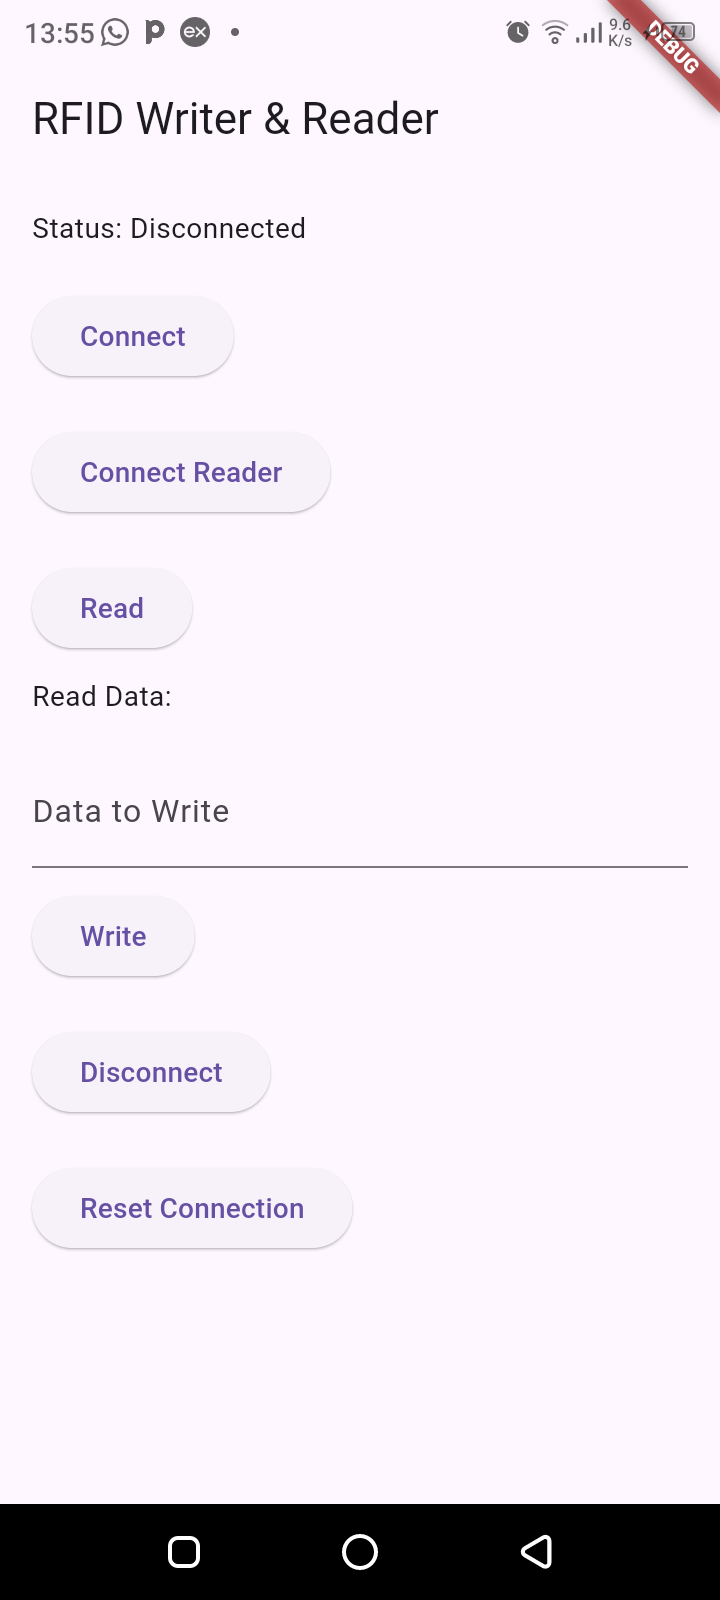 13:55
ex
9.6
K/s
74
DEBUG
RFID Writer & Reader
Status: Disconnected
Connect
Connect Reader
Read
Read Data:
Data to Write
Write
Disconnect
Reset Connection